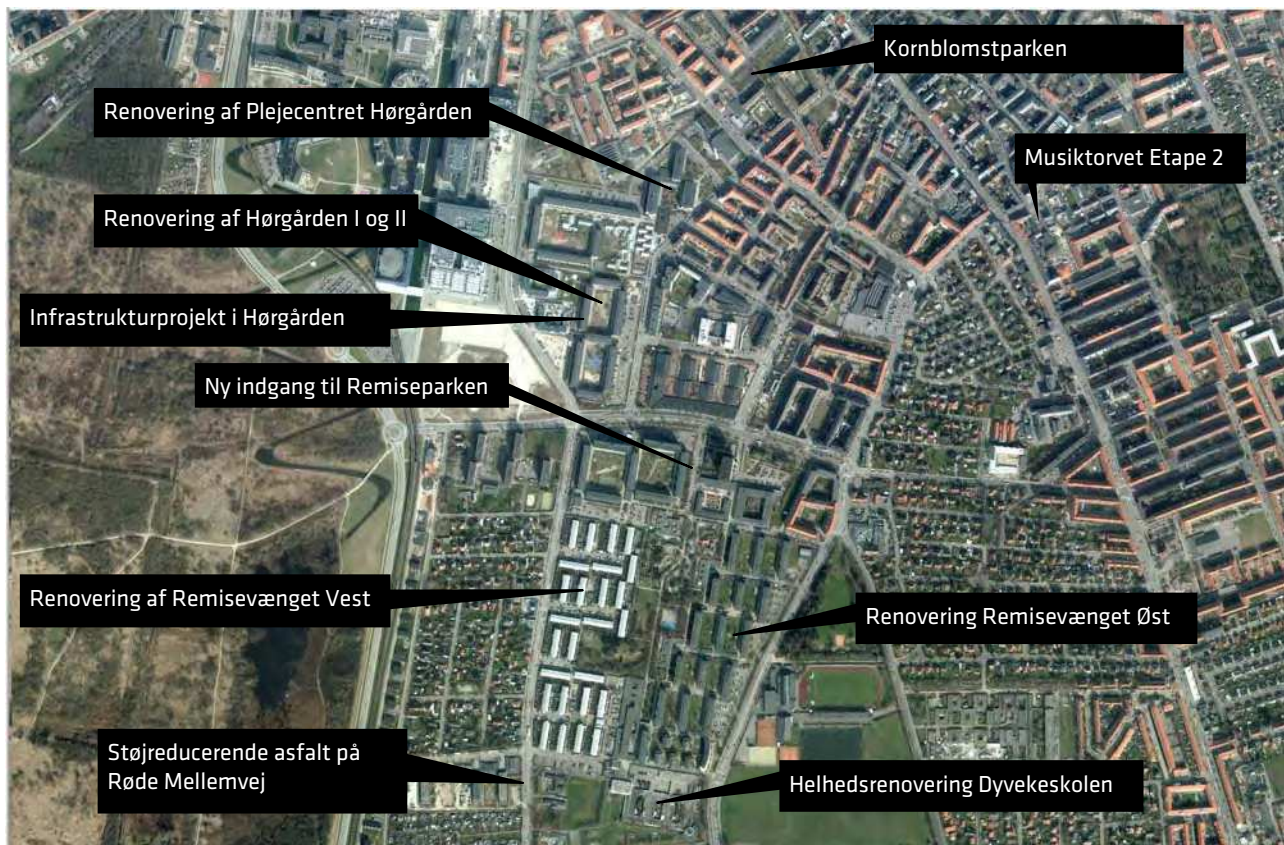 Kornblomstparken
Renovering af Plejecentret Hørgården
Musiktorvet Etape 2
Renovering af Hørgården I og II
Infrastrukturprojekt i Hørgården
Ny indgang til Remiseparken
Renovering af Remisevænget Vest
Renovering Remisevænget Øst
Støjreducerende asfalt på
Røde Mellemvej
Helhedsrenovering Dyvekeskolen